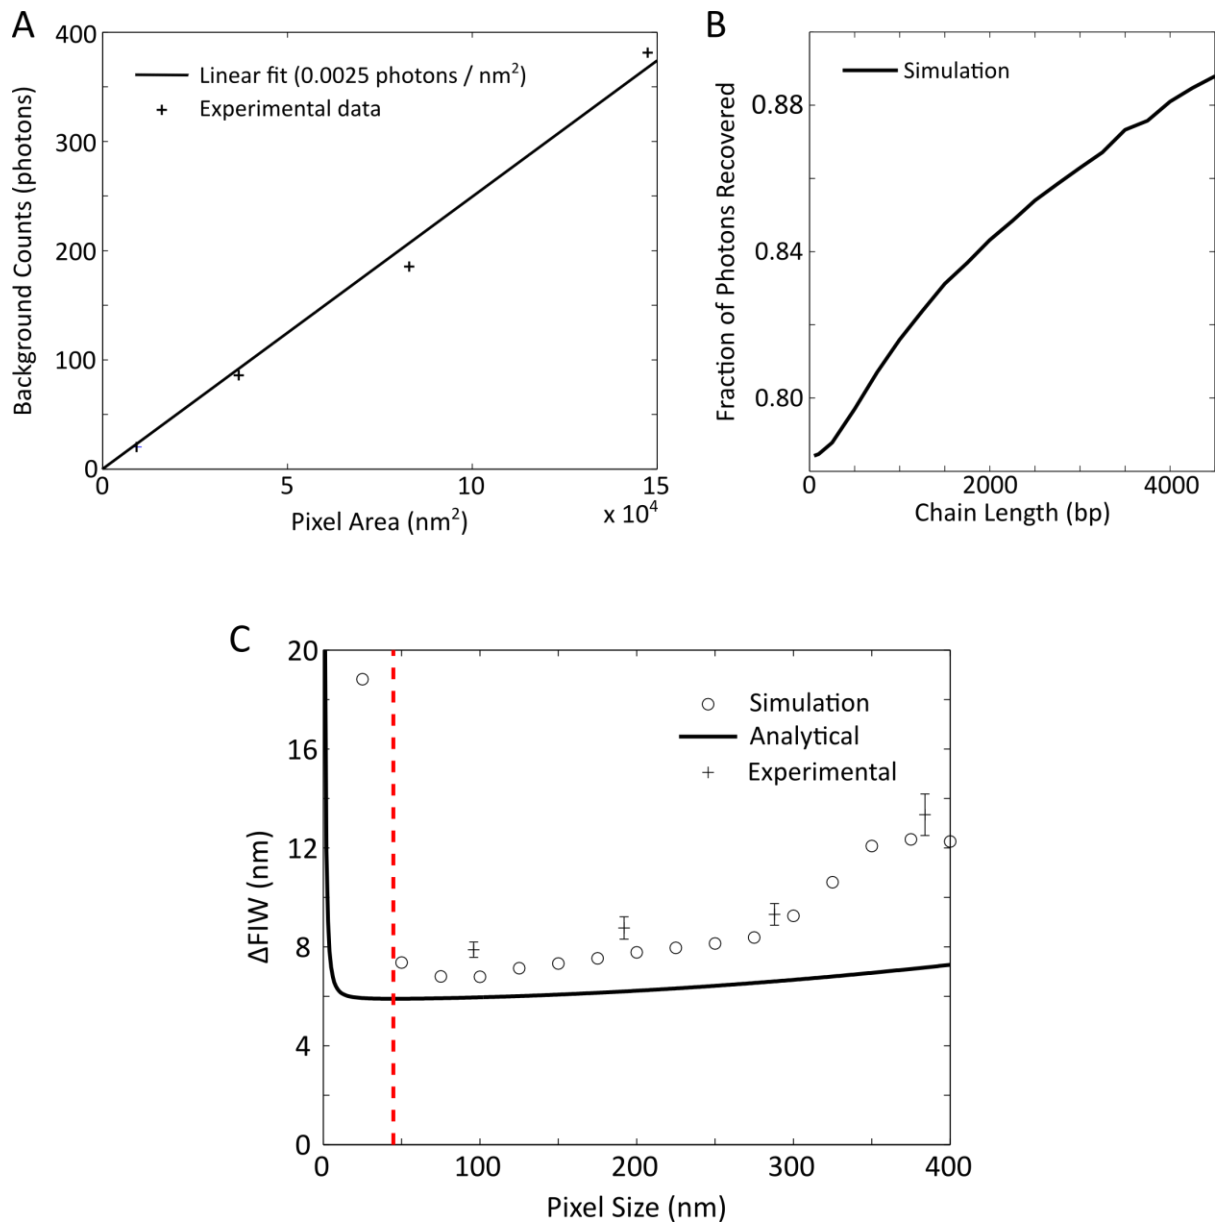 A
Background Counts (photons)
400
300
200
100
0
Linear fit (0.0025 photons / nm²)
Experimental data
0 5 10 15
Pixel Area (nm²)
x 10⁴
B
Fraction of Photons Recovered
0.88
0.84
0.80
Simulation
0 2000 4000
Chain Length (bp)
C
ΔFIW (nm)
20
16
12
8
4
0
Simulation
Analytical
Experimental
0 100 200 300 400
Pixel Size (nm)